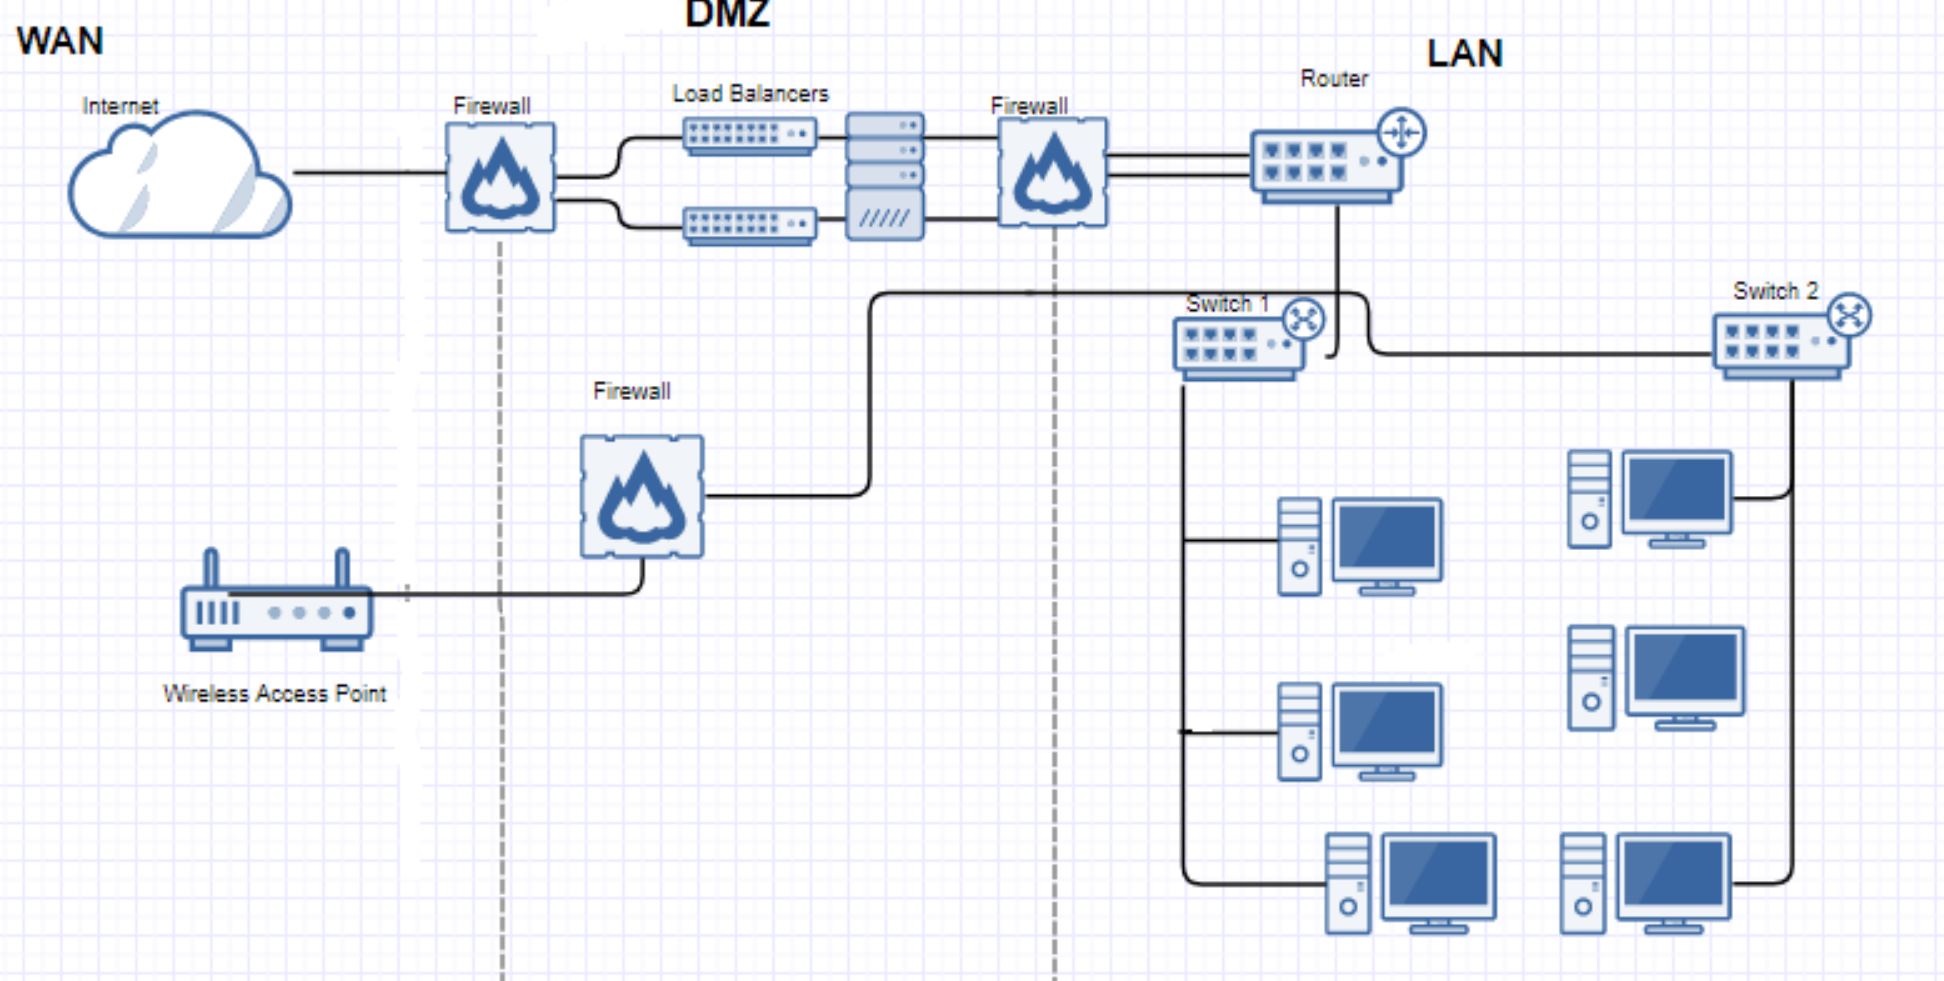 DMZ
WAN
LAN
Router
Internet
Firewall
Load Balancers
Firewall
Switch 1
Switch 2
Firewall
Wireless Access Point